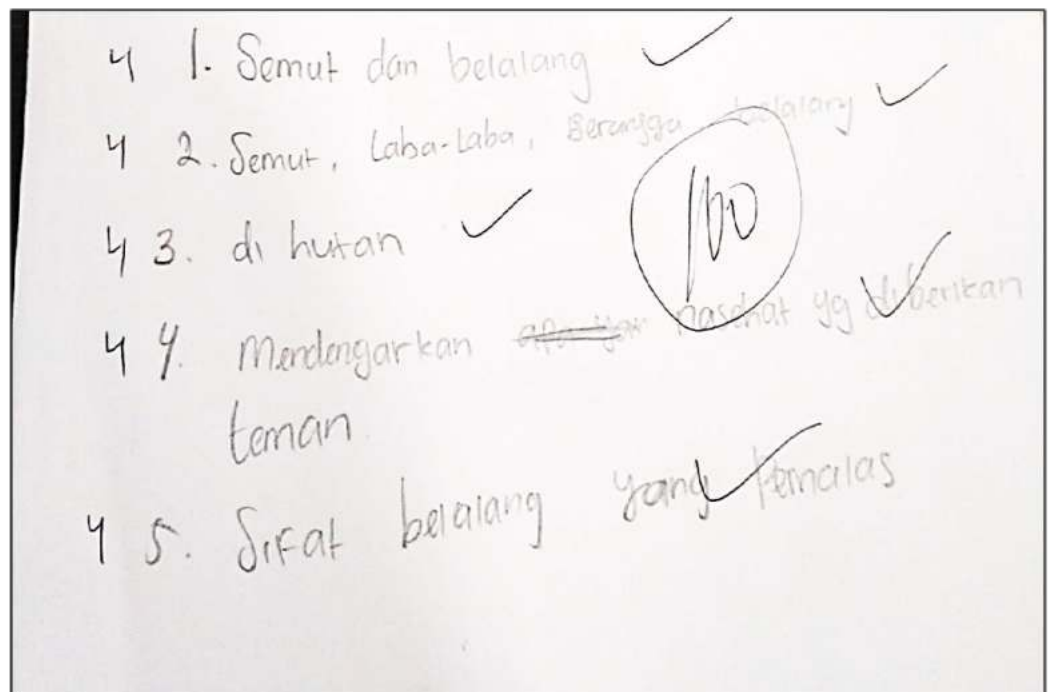 4 1. Semut dan belalang
4 2. Semut, Laba-Laba, Serangga belalang
4 3. di hutan
100
4 4. Mendengarkan nasehat yg diberikan
teman
4 5. Sifat belalang yang Pemalas